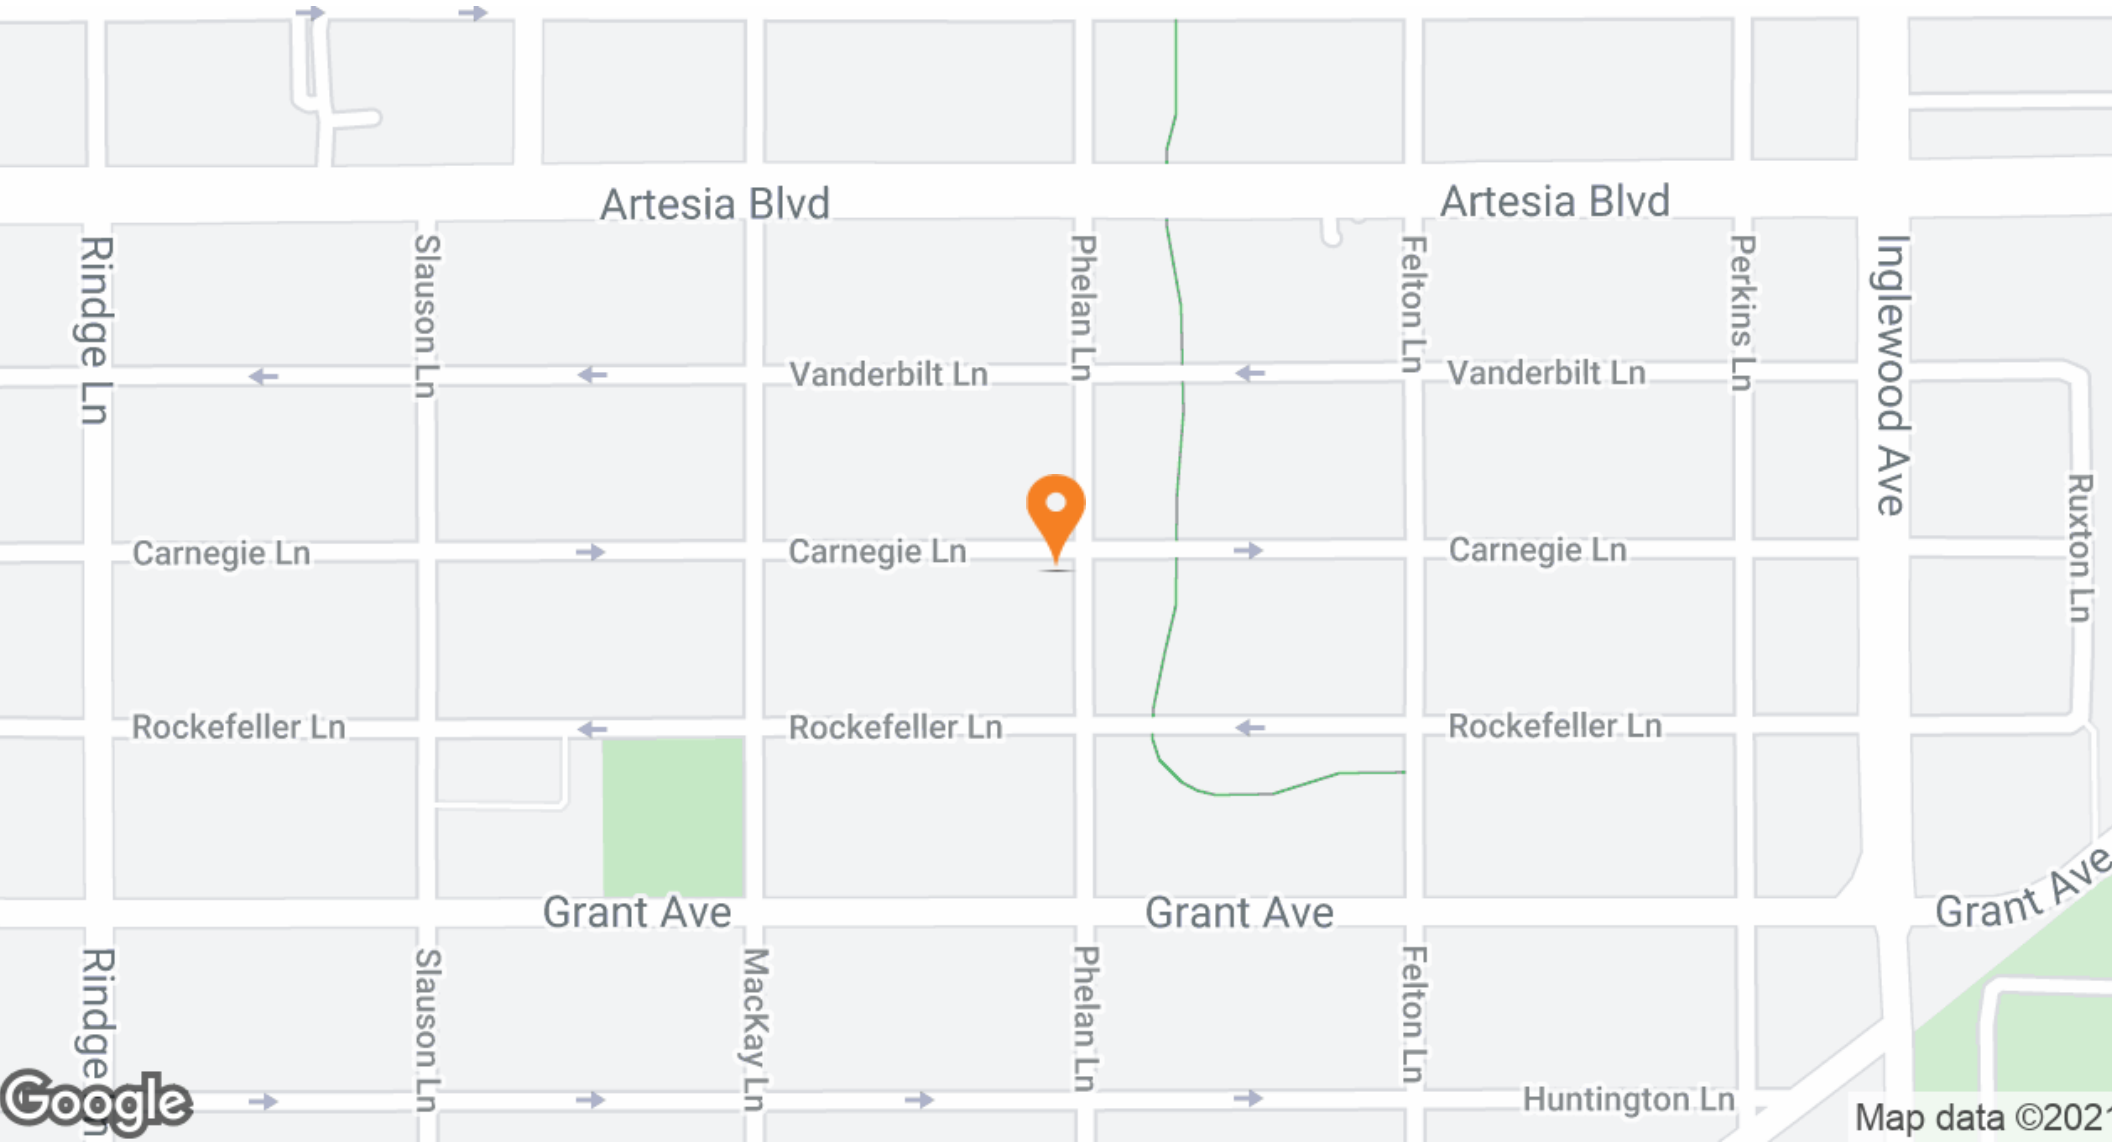 Artesia Blvd
Artesia Blvd
Rindge Ln
Slauson Ln
Phelan Ln
Felton Ln
Perkins Ln
Inglewood Ave
Vanderbilt Ln
Vanderbilt Ln
Ruxton Ln
Carnegie Ln
Carnegie Ln
Carnegie Ln
Rockefeller Ln
Rockefeller Ln
Rockefeller Ln
Grant Ave
Grant Ave
Grant Ave
Rindge
Slauson Ln
MacKay Ln
Phelan Ln
Felton Ln
Huntington Ln
Google
Map data ©2021